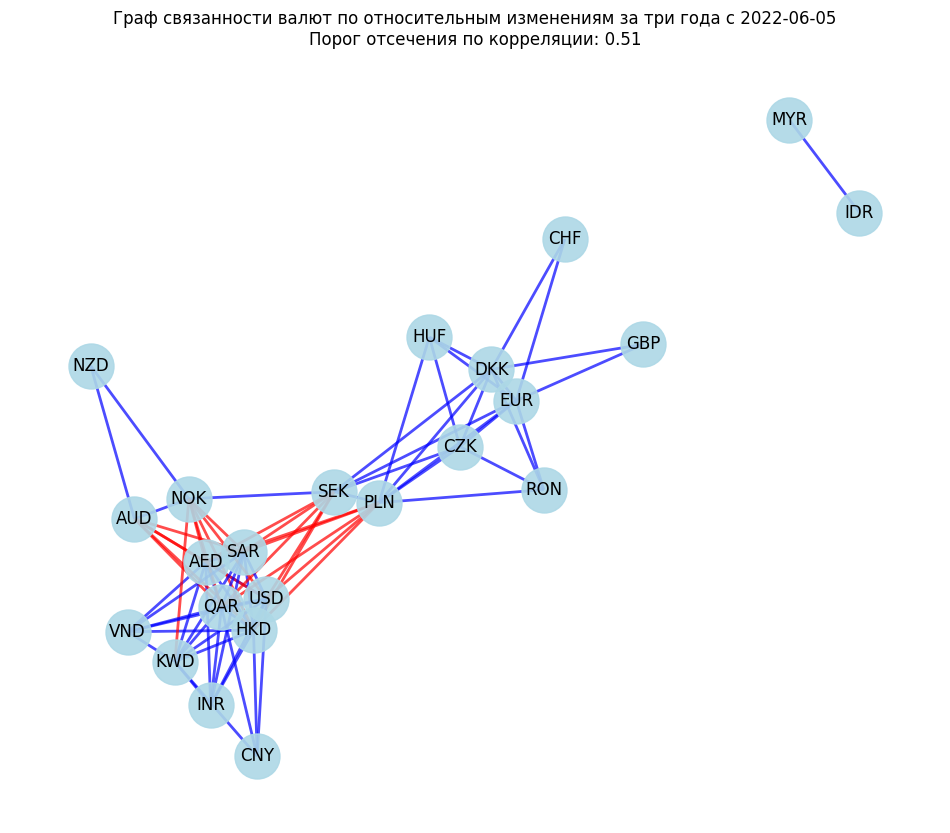 Граф связанности валют по относительным изменениям за три года с 2022-06-05
Порог отсечения по корреляции: 0.51
MYR
IDR
CHF
HUF
GBP
NZD
DKK
EUR
CZK
SEK
RON
NOK
PLN
AUD
SAR
AED
USD
QAR
HKD
VND
KWD
INR
CNY